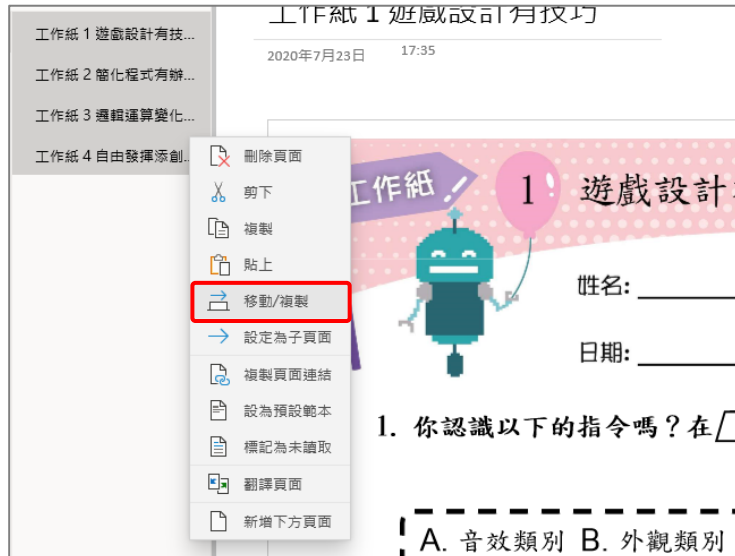 工作紙 1 遊戲設計有技...
工作紙 2 簡化程式有辦...
工作紙 3 邏輯運算變化...
工作紙 4 自由發揮添創...
刪除頁面
剪下
複製
貼上
移動/複製
設定為子頁面
複製頁面連結
設為預設範本
標記為未讀取
翻譯頁面
新增下方頁面
工作紙 1 遊戲設計有技巧
2020年7月23日 17:35
工作紙 1 遊戲設計
姓名:
日期:
1. 你認識以下的指令嗎？在
A. 音效類別 B. 外觀類別